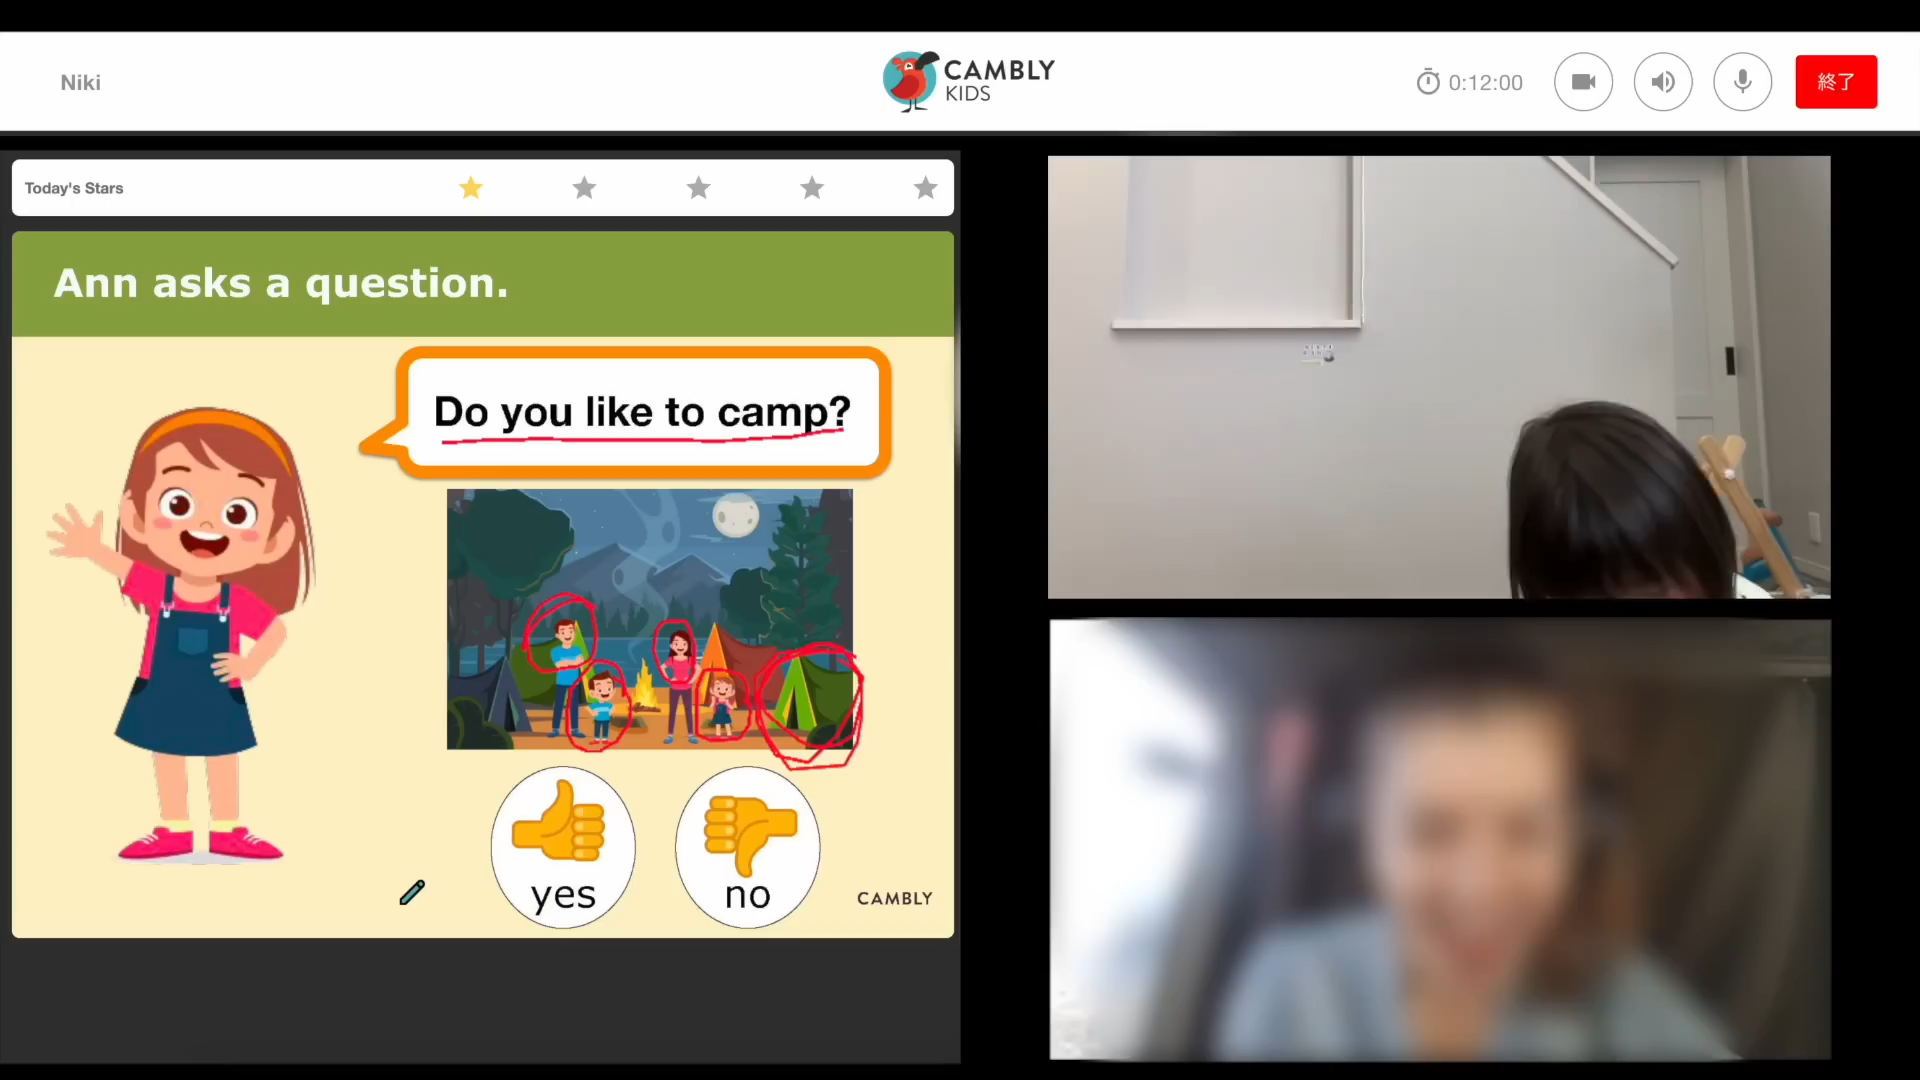 Niki
CAMBLY
KIDS
0:12:00
終了
Today's Stars
Ann asks a question.
Do you like to camp?
yes
no
CAMBLY